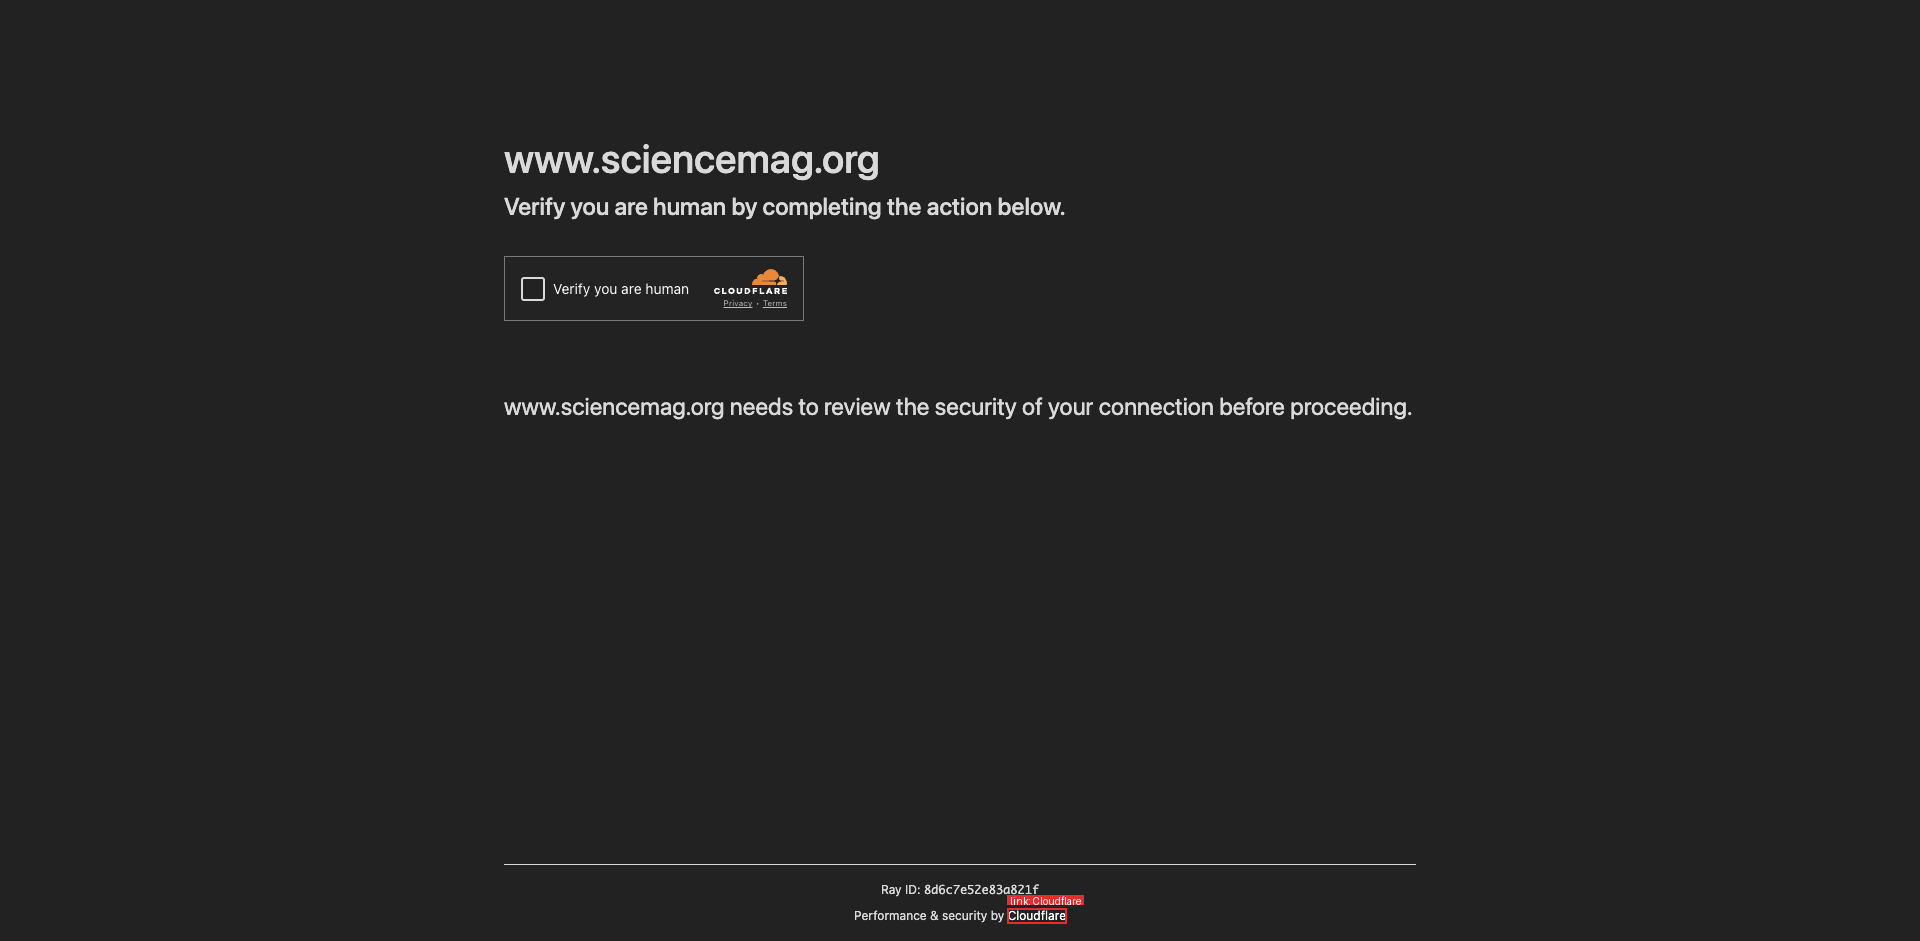 www.sciencemag.org
Verify you are human by completing the action below.
Verify you are human
CLOUDFLARE
Privacy • Terms
www.sciencemag.org needs to review the security of your connection before proceeding.
Ray ID: 8d6c7e52e83a821f
link: Cloudflare
Performance & security by Cloudflare